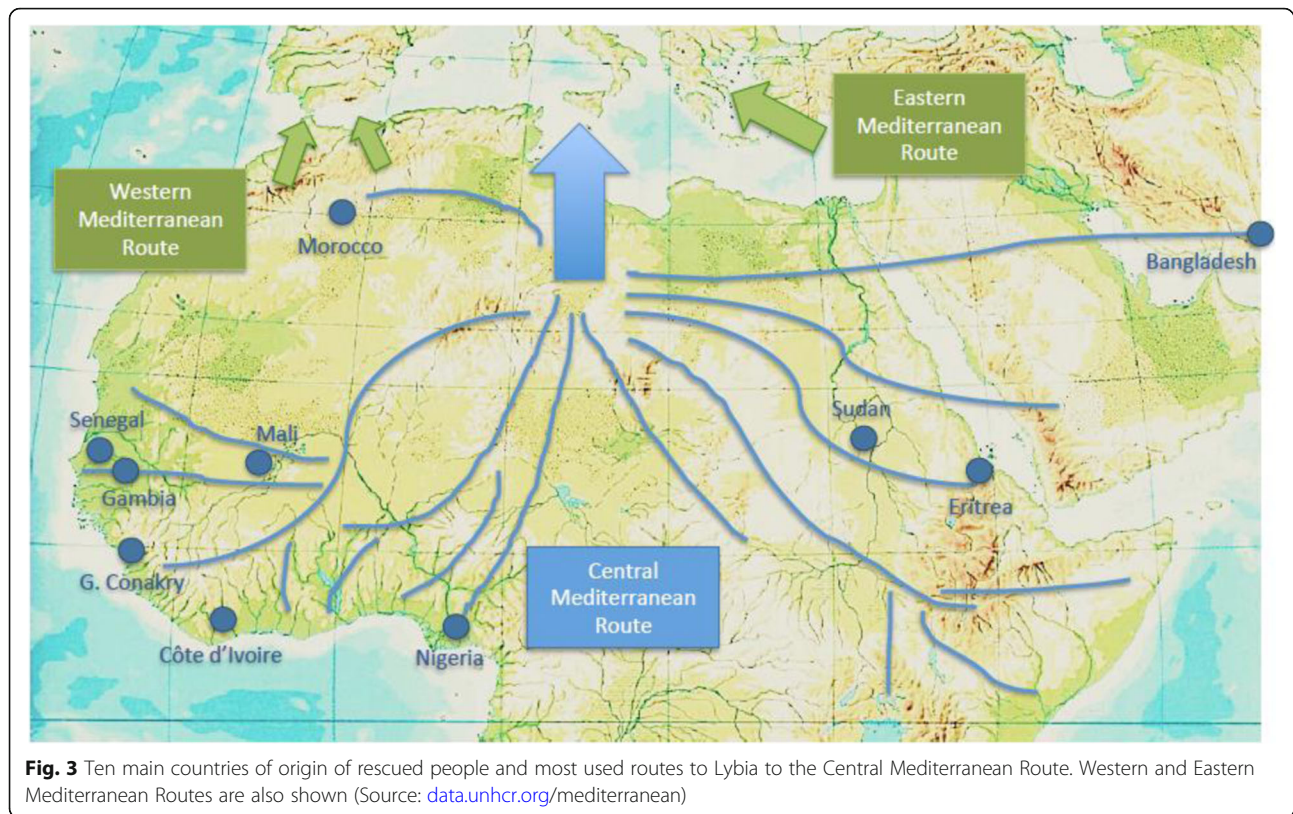 Eastern
Mediterranean
Route
Western
Mediterranean
Route
Morocco
Bangladesh
Senegal
Mali
Sudan
Gambia
Eritrea
G. Cònakry
Central
Mediterranean
Route
Côte d'Ivoire
Nigeria
Fig. 3 Ten main countries of origin of rescued people and most used routes to Lybia to the Central Mediterranean Route. Western and Eastern
Mediterranean Routes are also shown (Source: data.unhcr.org/mediterranean)